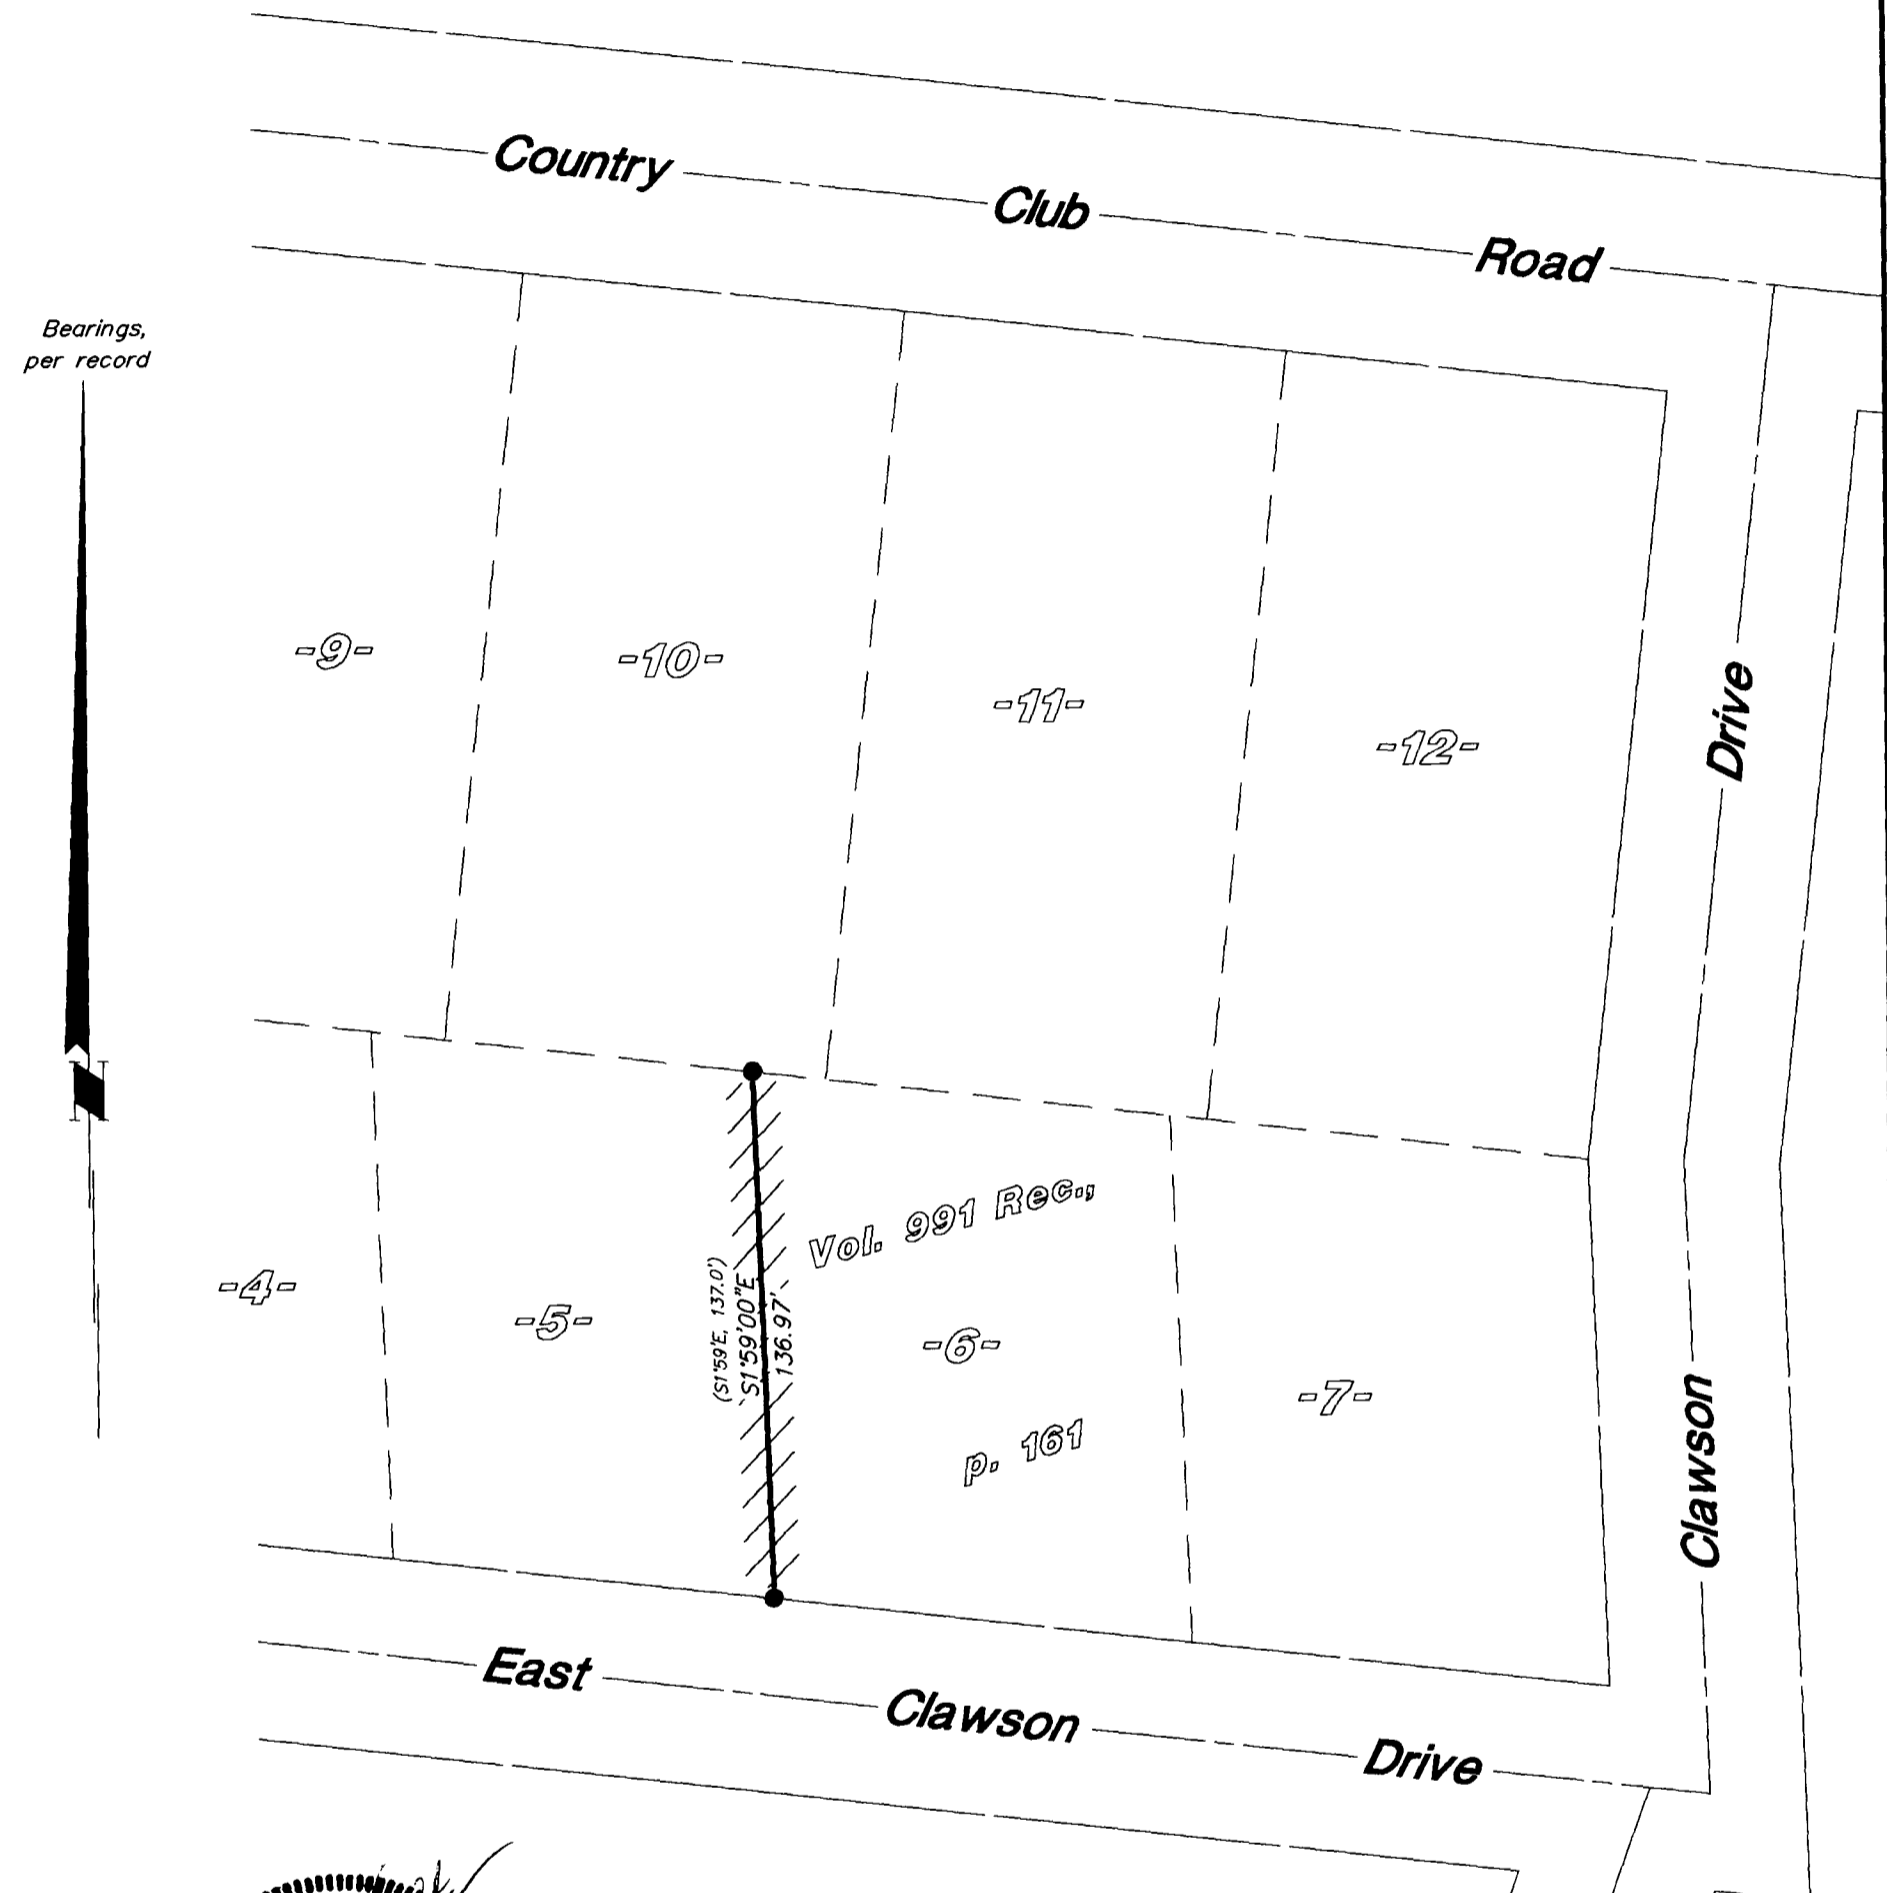 Country Club Road
Bearings,
per record
-9-
-10-
-11-
-12-
Drive
N
Vol. 991 Rec.,
-4-
-5-
(S1°59'E, 137.0')
S1°59'00"E
136.97'
-6-
-7-
p. 161
Clawson
East Clawson Drive